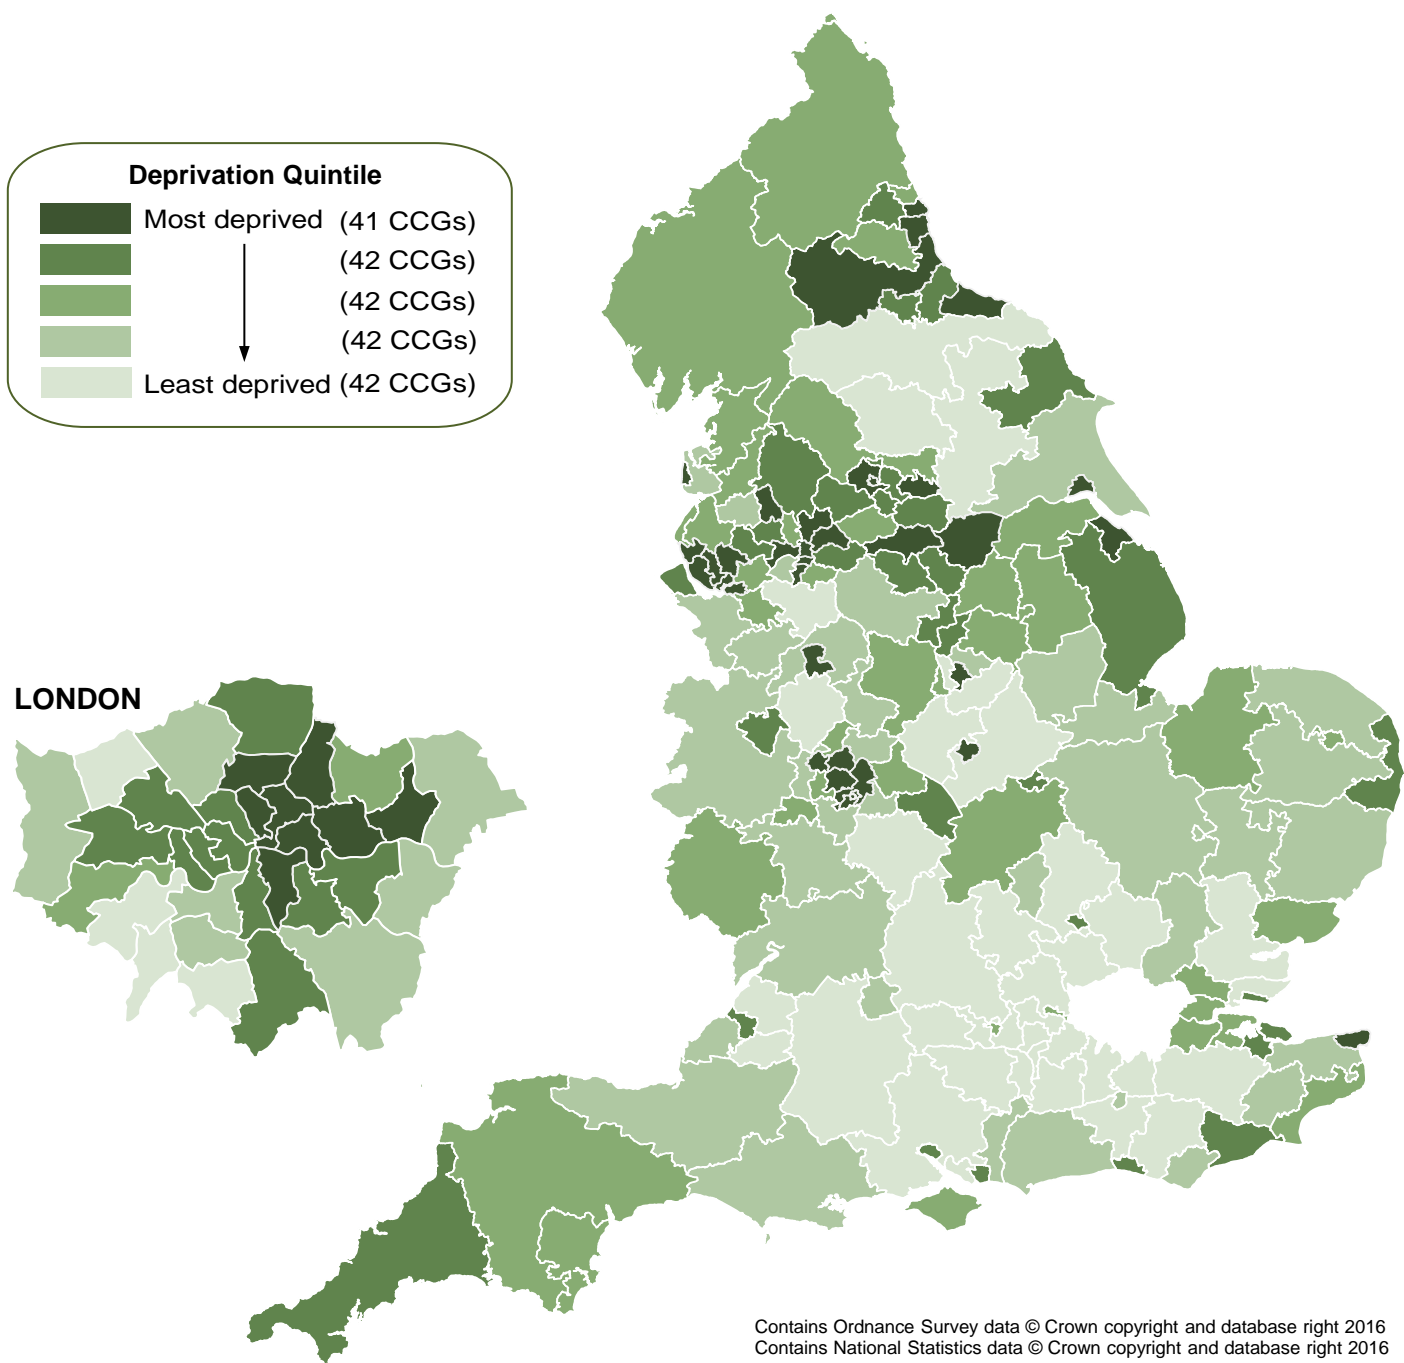 Deprivation Quintile
Most deprived (41 CCGs)
(42 CCGs)
(42 CCGs)
(42 CCGs)
Least deprived (42 CCGs)
LONDON
Contains Ordnance Survey data © Crown copyright and database right 2016
Contains National Statistics data © Crown copyright and database right 2016